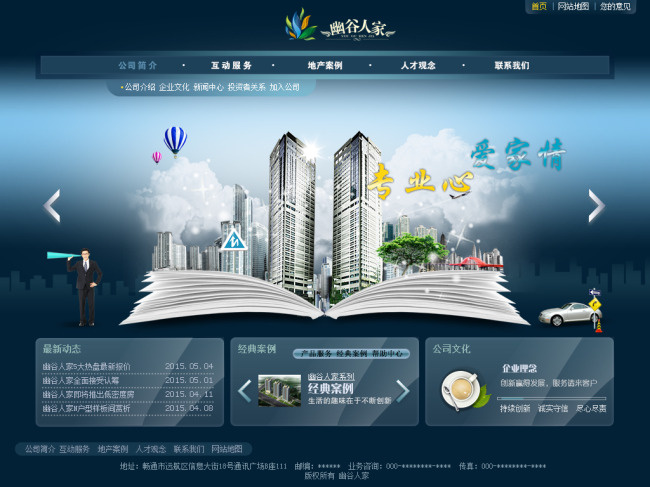 首页 | 网站地图 | 您的意见
幽谷人家
公司简介 · 互动服务 · 地产案例 · 人才观念 · 联系我们
·公司介绍 企业文化 新闻中心 投资者关系 加入公司
爱家情
专业心
最新动态
幽谷人家5大热盘最新报价 2015.05.04
幽谷人家全面接受认筹 2015.05.01
幽谷人家即将推出低密度房 2015.04.11
幽谷人家H户型样板间赏析 2015.04.08
经典案例
产品服务 经典案例 帮助中心
幽谷人家系列
经典案例
生活的趣味在于不断创新
公司文化
企业理念
创新赢得发展，服务造来客户
持续创新 诚实守信 尽心尽责
公司简介 互动服务 地产案例 人才观念 联系我们 网站地图
地址：畅通市远航区信息大街18号通讯广场B座111 邮编：****** 业务咨询：000-********-**** 传真：000-********-****
版权所有 幽谷人家